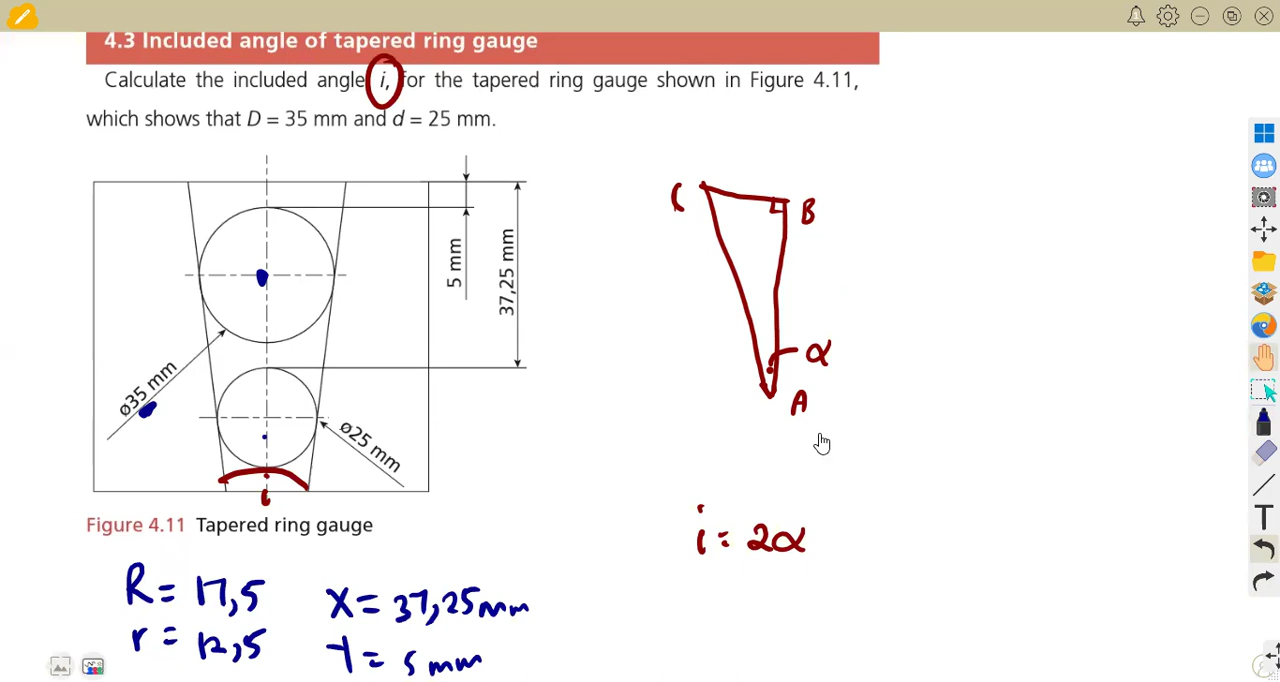 4.3 Included angle of tapered ring gauge
Calculate the included angle i, for the tapered ring gauge shown in Figure 4.11,
which shows that D = 35 mm and d = 25 mm.
5 mm
37,25 mm
ø35 mm
ø25 mm
i
Figure 4.11 Tapered ring gauge
C
B
α
A
i = 2α
R = 17,5
r = 12,5
X = 37,25mm
Y = 5 mm
T